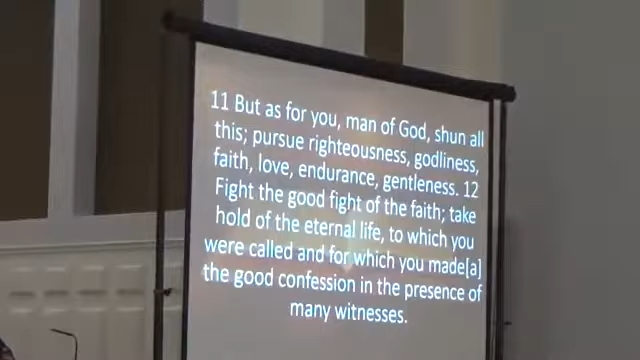 11 But as for you, man of God, shun all
this; pursue righteousness, godliness,
faith, love, endurance, gentleness. 12
Fight the good fight of the faith; take
hold of the eternal life, to which you
were called and for which you made[a]
the good confession in the presence of
many witnesses.